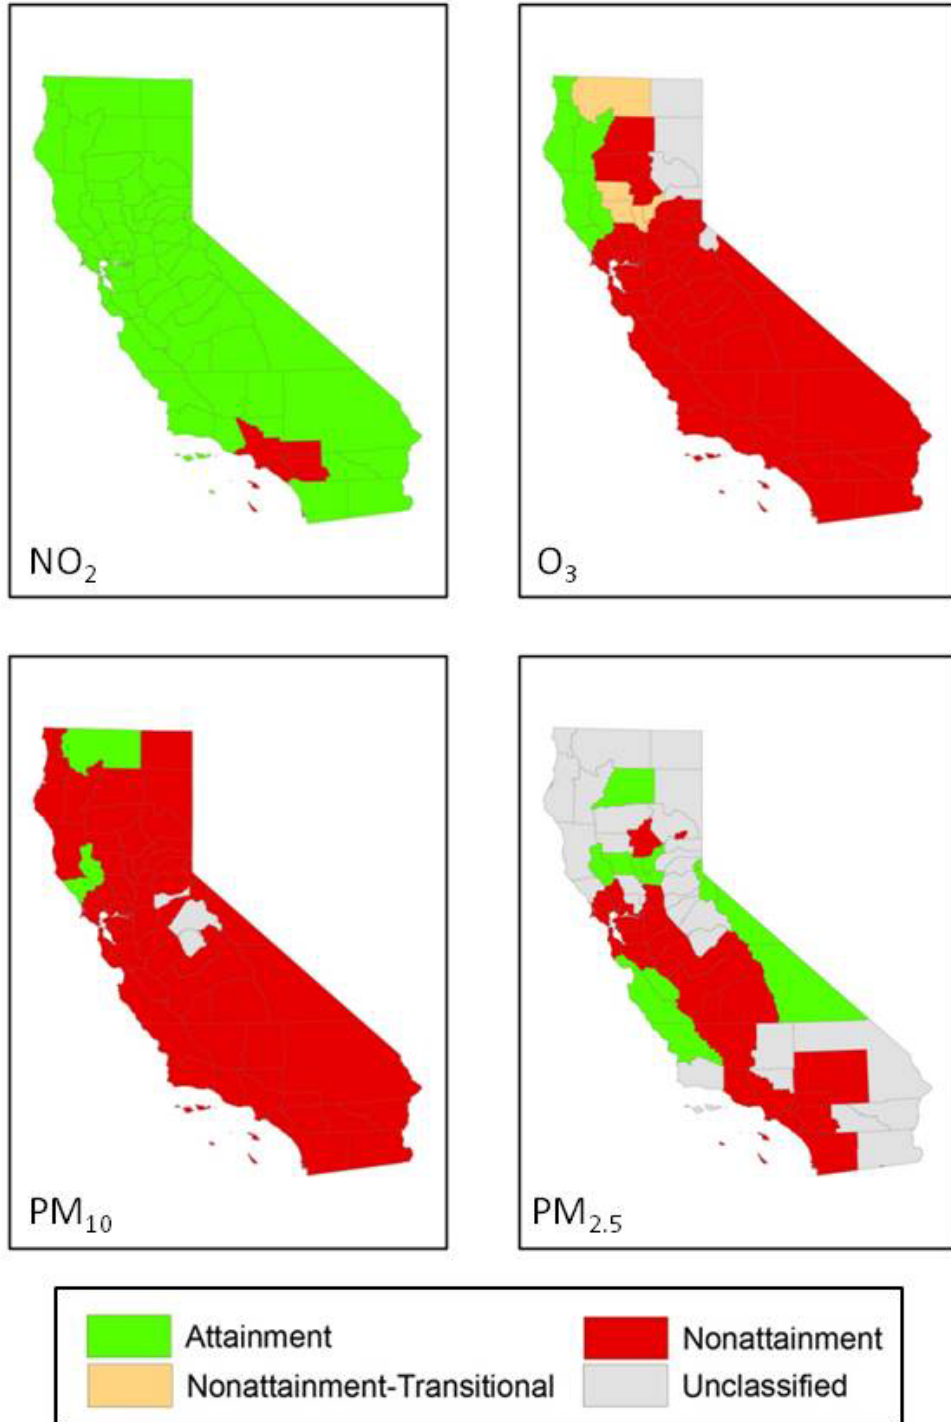 NO₂
O₃
PM₁₀
PM₂.₅
Attainment
Nonattainment
Nonattainment-Transitional
Unclassified